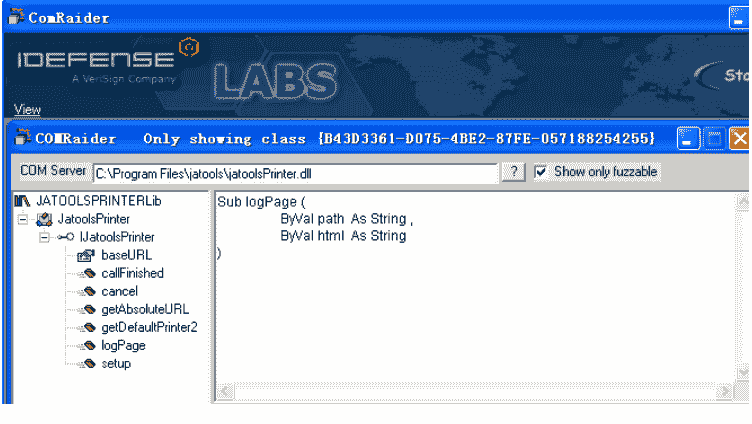 ComRaider
IDEFENSE
A VeriSign Company
LABS
Sta
View
COMRaider Only showing class {B43D3361-D075-4BE2-87FE-057188254255}
COM Server C:\Program Files\jatools\jatoolsPrinter.dll ? Show only fuzzable
JATOOLSPRINTERLib
JatoolsPrinter
IJatoolsPrinter
baseURL
callFinished
cancel
getAbsoluteURL
getDefaultPrinter2
logPage
setup
Sub logPage (
ByVal path As String ,
ByVal html As String
)